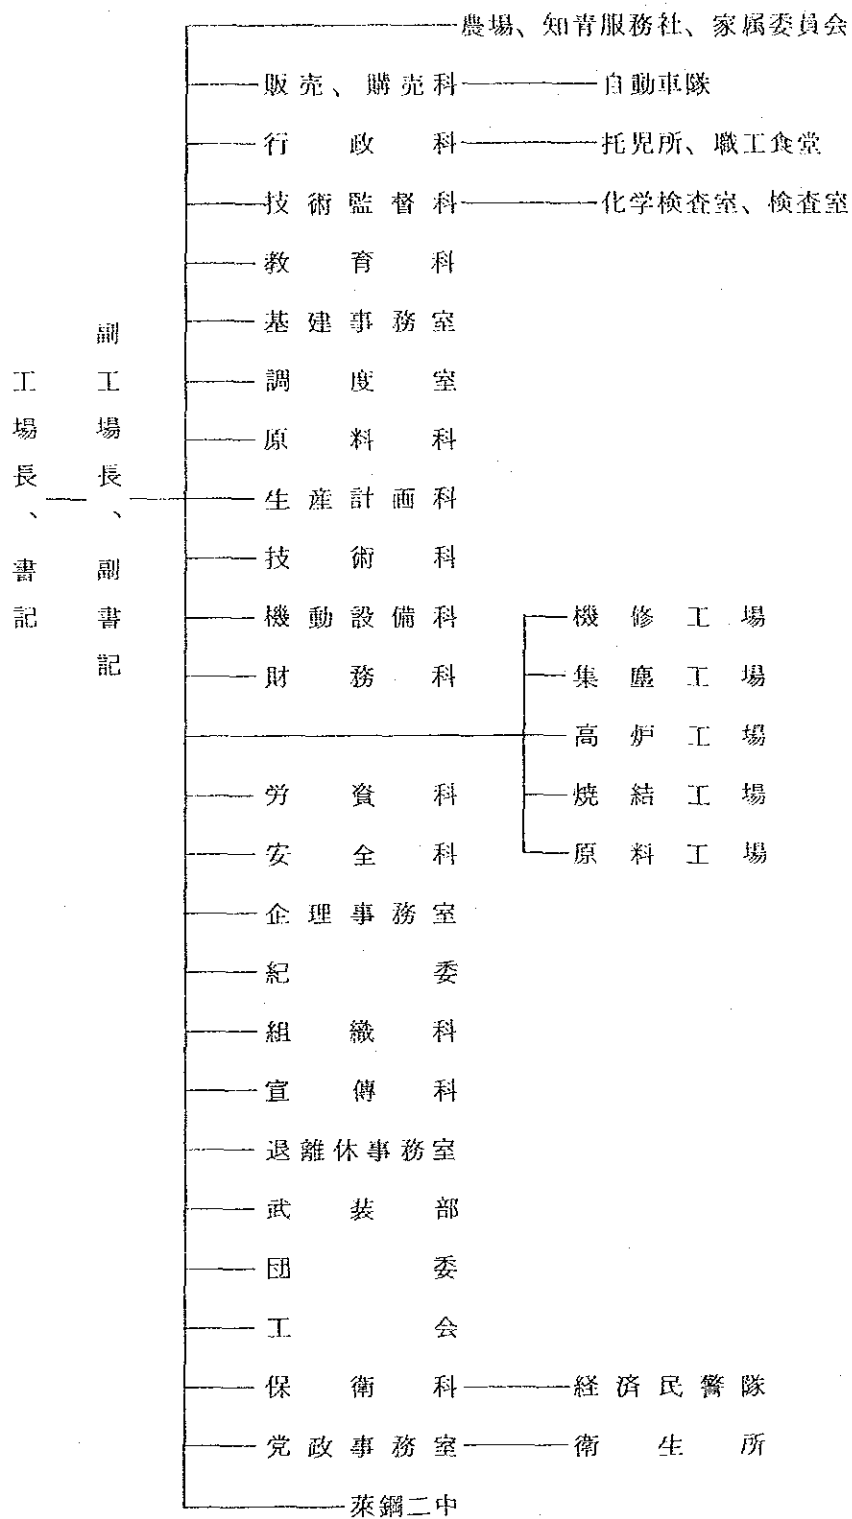 農場、知青服務社、家属委員会
販売、購売科 自動車隊
行政科 托児所、職工食堂
技術監督科 化学検査室、検査室
教育科
基建事務室
調度室
原料科
工場長、書記
副工場長、副書記
生産計画科
技術科
機動設備科
財務科
機修工場
集塵工場
高炉工場
焼結工場
原料工場
労資科
安全科
企理事務室
紀委
組織科
宣傳科
退離休事務室
武装部
団委
工会
保衛科 経済民警隊
党政事務室 衛生所
萊鋼二中